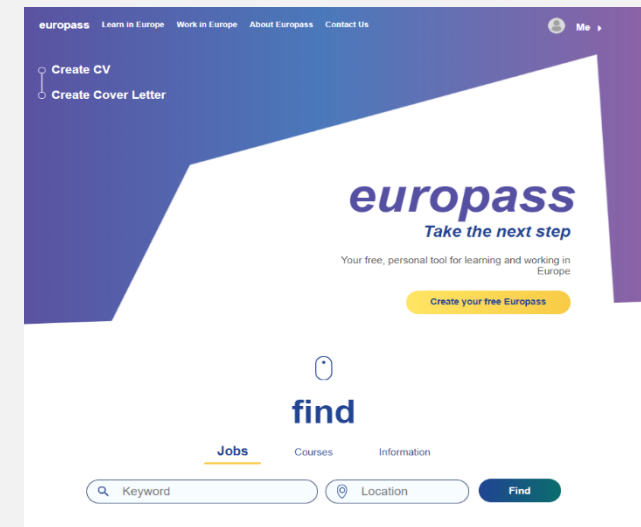 europass Learn in Europe Work in Europe About Europass Contact Us Me
Create CV
Create Cover Letter
europass
Take the next step
Your free, personal tool for learning and working in
Europe
Create your free Europass
find
Jobs Courses Information
Keyword Location Find